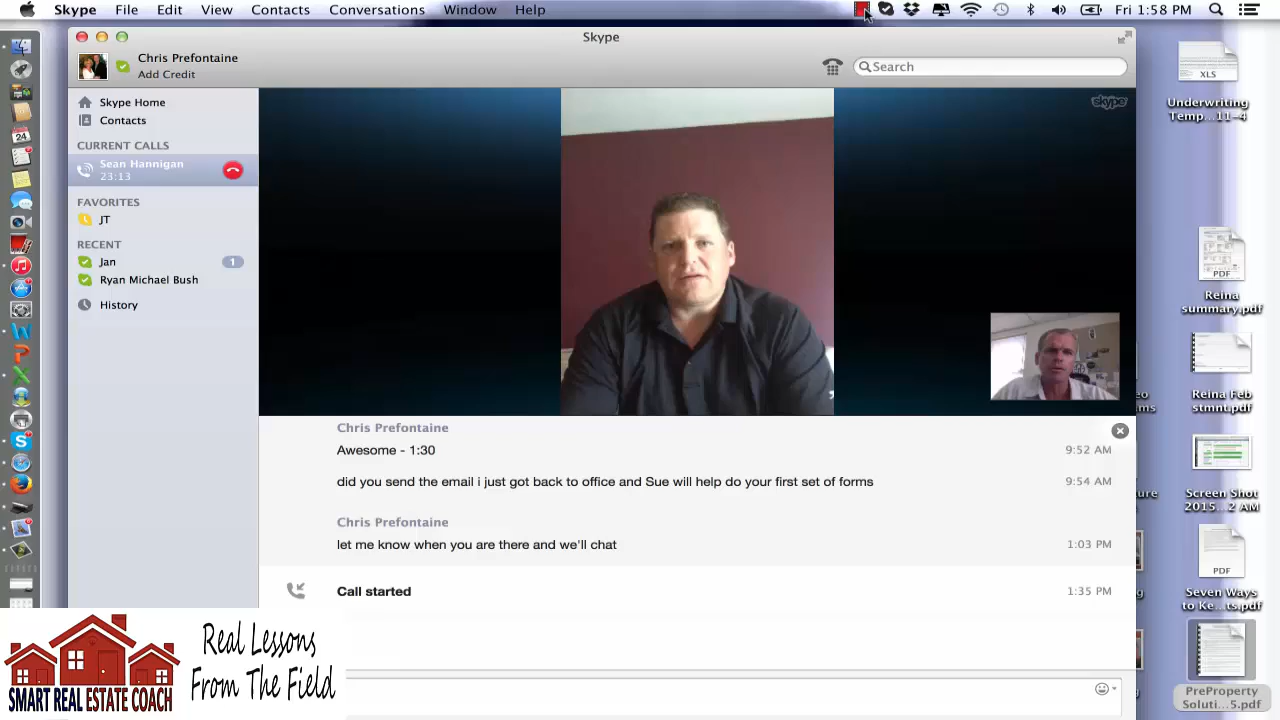 Skype File Edit View Contacts Conversations Window Help Fri 1:58 PM
Skype
Chris Prefontaine
Add Credit
Search
Skype Home
Contacts
CURRENT CALLS
Sean Hannigan
23:13
FAVORITES
JT
RECENT
Jan 1
Ryan Michael Bush
History
skype
Chris Prefontaine
Awesome - 1:30 9:52 AM
did you send the email i just got back to office and Sue will help do your first set of forms 9:54 AM
Chris Prefontaine
let me know when you are there and we'll chat 1:03 PM
Call started 1:35 PM
XLS
Underwriting
Temp...11-4
PDF
Reina
summary.pdf
Reina Feb
stmnt.pdf
Screen Shot
2015...2 AM
PDF
Seven Ways
to Ke...ts.pdf
PreProperty
Soluti...5.pdf
24
SMART REAL ESTATE COACH
Real Lessons
From The Field